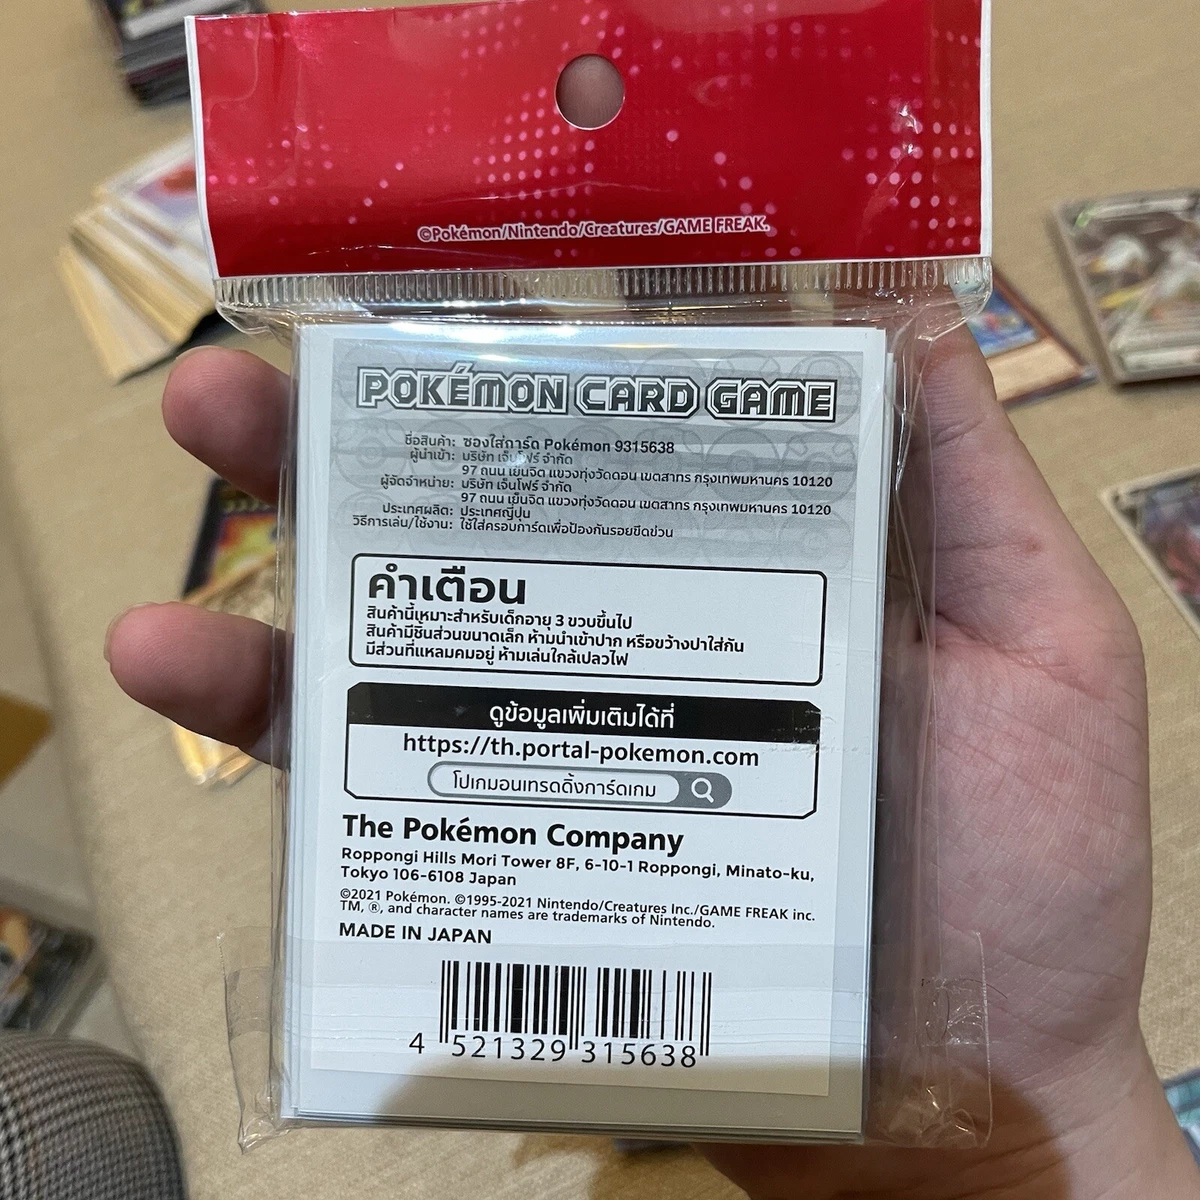 ©Pokémon/Nintendo/Creatures/GAME FREAK.
POKÉMON CARD GAME
ชื่อสินค้า: ซองใส่การ์ด Pokémon 9315638
ผู้นำเข้า: บริษัท เจ็นโฟร์ จำกัด
97 ถนน เย็นจิต แขวงทุ่งวัดดอน เขตสาทร กรุงเทพมหานคร 10120
ผู้จัดจำหน่าย: บริษัท เจ็นโฟร์ จำกัด
97 ถนน เย็นจิต แขวงทุ่งวัดดอน เขตสาทร กรุงเทพมหานคร 10120
ประเทศผลิต: ประเทศญี่ปุ่น
วิธีการเล่น/ใช้งาน: ใช้ใส่ครอบการ์ดเพื่อป้องกันรอยขีดข่วน
คำเตือน
สินค้านี้เหมาะสำหรับเด็กอายุ 3 ขวบขึ้นไป
สินค้ามีชิ้นส่วนขนาดเล็ก ห้ามนำเข้าปาก หรือขว้างปาใส่กัน
มีส่วนที่แหลมคมอยู่ ห้ามเล่นใกล้เปลวไฟ
ดูข้อมูลเพิ่มเติมได้ที่
https://th.portal-pokemon.com
โปเกมอนเทรดดิ้งการ์ดเกม
The Pokémon Company
Roppongi Hills Mori Tower 8F, 6-10-1 Roppongi, Minato-ku,
Tokyo 106-6108 Japan
©2021 Pokémon. ©1995-2021 Nintendo/Creatures Inc./GAME FREAK inc.
TM, ®, and character names are trademarks of Nintendo.
MADE IN JAPAN
4 521329 315638